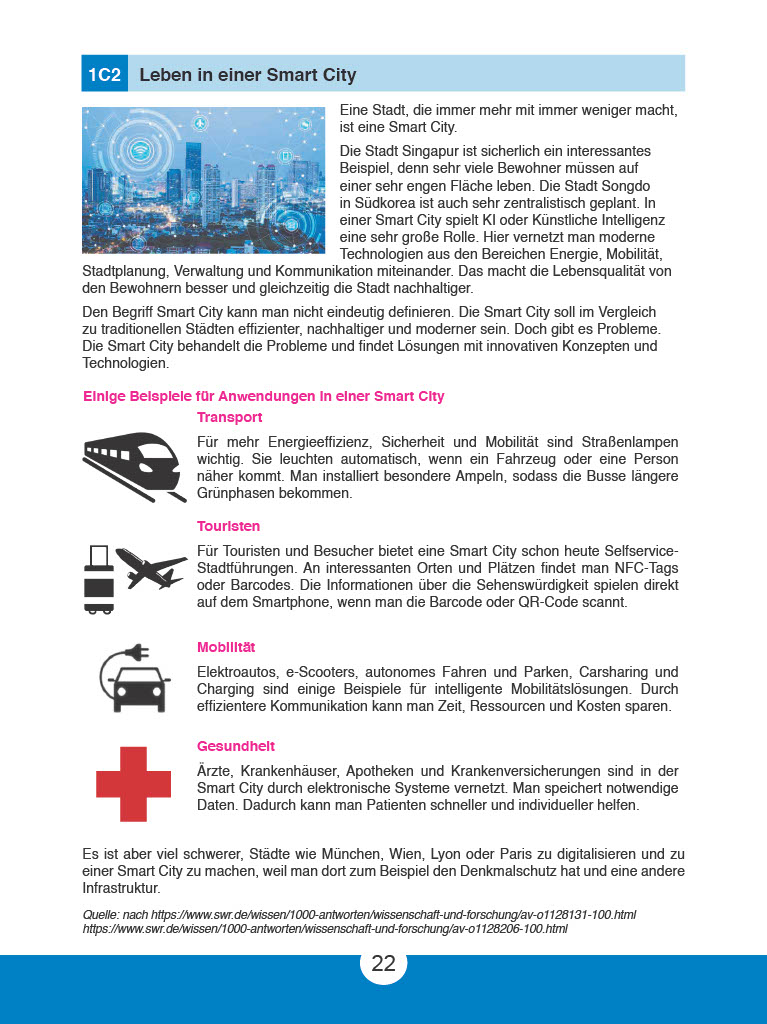 1C2 Leben in einer Smart City
Eine Stadt, die immer mehr mit immer weniger macht,
ist eine Smart City.
Die Stadt Singapur ist sicherlich ein interessantes
Beispiel, denn sehr viele Bewohner müssen auf
einer sehr engen Fläche leben. Die Stadt Songdo
in Südkorea ist auch sehr zentralistisch geplant. In
einer Smart City spielt KI oder Künstliche Intelligenz
eine sehr große Rolle. Hier vernetzt man moderne
Technologien aus den Bereichen Energie, Mobilität,
Stadtplanung, Verwaltung und Kommunikation miteinander. Das macht die Lebensqualität von
den Bewohnern besser und gleichzeitig die Stadt nachhaltiger.
Den Begriff Smart City kann man nicht eindeutig definieren. Die Smart City soll im Vergleich
zu traditionellen Städten effizienter, nachhaltiger und moderner sein. Doch gibt es Probleme.
Die Smart City behandelt die Probleme und findet Lösungen mit innovativen Konzepten und
Technologien.
Einige Beispiele für Anwendungen in einer Smart City
Transport
Für mehr Energieeffizienz, Sicherheit und Mobilität sind Straßenlampen
wichtig. Sie leuchten automatisch, wenn ein Fahrzeug oder eine Person
näher kommt. Man installiert besondere Ampeln, sodass die Busse längere
Grünphasen bekommen.
Touristen
Für Touristen und Besucher bietet eine Smart City schon heute Selfservice-
Stadtführungen. An interessanten Orten und Plätzen findet man NFC-Tags
oder Barcodes. Die Informationen über die Sehenswürdigkeit spielen direkt
auf dem Smartphone, wenn man die Barcode oder QR-Code scannt.
Mobilität
Elektroautos, e-Scooters, autonomes Fahren und Parken, Carsharing und
Charging sind einige Beispiele für intelligente Mobilitätslösungen. Durch
effizientere Kommunikation kann man Zeit, Ressourcen und Kosten sparen.
Gesundheit
Ärzte, Krankenhäuser, Apotheken und Krankenversicherungen sind in der
Smart City durch elektronische Systeme vernetzt. Man speichert notwendige
Daten. Dadurch kann man Patienten schneller und individueller helfen.
Es ist aber viel schwerer, Städte wie München, Wien, Lyon oder Paris zu digitalisieren und zu
einer Smart City zu machen, weil man dort zum Beispiel den Denkmalschutz hat und eine andere
Infrastruktur.
Quelle: nach https://www.swr.de/wissen/1000-antworten/wissenschaft-und-forschung/av-o1128131-100.html
https://www.swr.de/wissen/1000-antworten/wissenschaft-und-forschung/av-o1128206-100.html
22